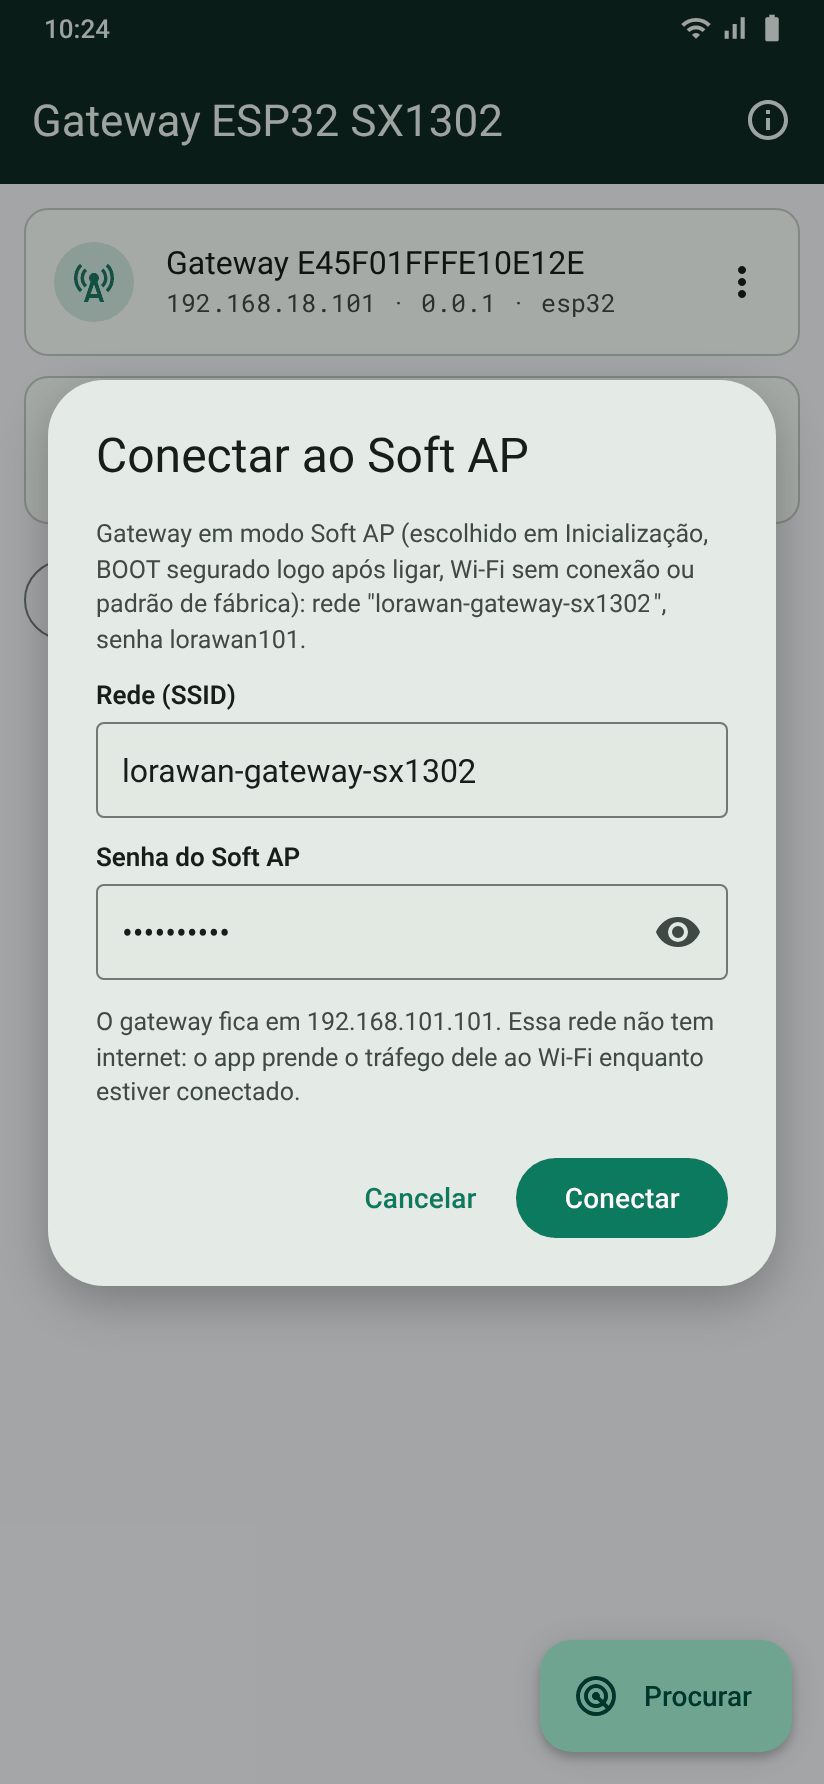 10:24
Gateway ESP32 SX1302
Gateway E45F01FFFE10E12E
192.168.18.101 · 0.0.1 · esp32
Conectar ao Soft AP
Gateway em modo Soft AP (escolhido em Inicialização,
BOOT segurado logo após ligar, Wi-Fi sem conexão ou
padrão de fábrica): rede "lorawan-gateway-sx1302",
senha lorawan101.
Rede (SSID)
lorawan-gateway-sx1302
Senha do Soft AP
••••••••••
O gateway fica em 192.168.101.101. Essa rede não tem
internet: o app prende o tráfego dele ao Wi-Fi enquanto
estiver conectado.
Cancelar
Conectar
Procurar